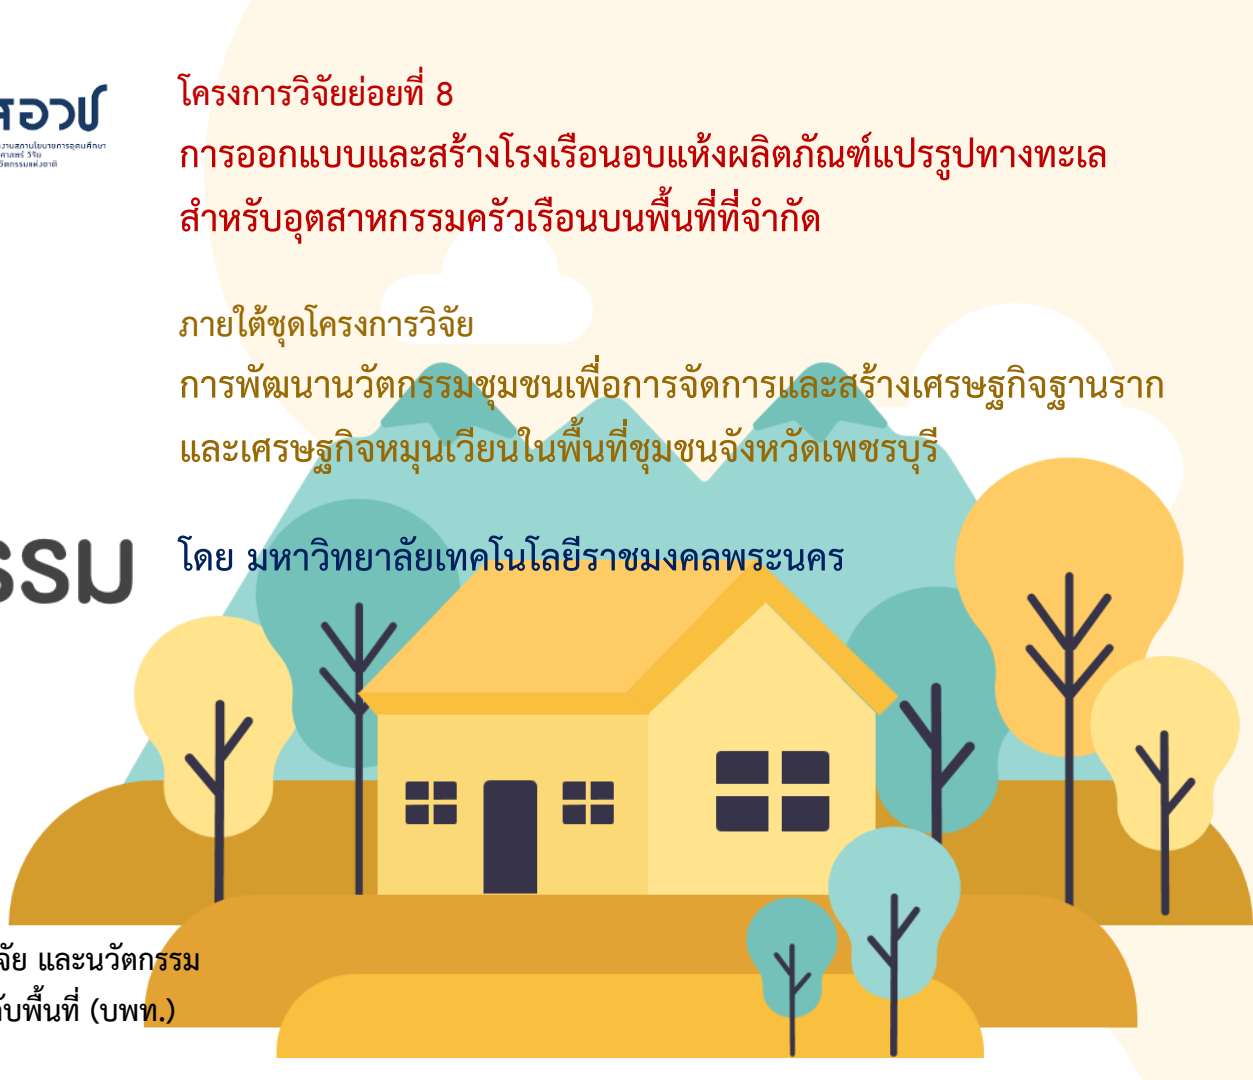 สอวช
โครงการวิจัยย่อยที่ 8
การออกแบบและสร้างโรงเรือนอบแห้งผลิตภัณฑ์แปรรูปทางทะเล
สำหรับอุตสาหกรรมครัวเรือนบนพื้นที่ที่จำกัด
ภายใต้ชุดโครงการวิจัย
การพัฒนานวัตกรรมชุมชนเพื่อการจัดการและสร้างเศรษฐกิจฐานราก
และเศรษฐกิจหมุนเวียนในพื้นที่ชุมชนจังหวัดเพชรบุรี
รรม
โดย มหาวิทยาลัยเทคโนโลยีราชมงคลพระนคร
จัย และนวัตกรรม
ับพื้นที่ (บพท.)